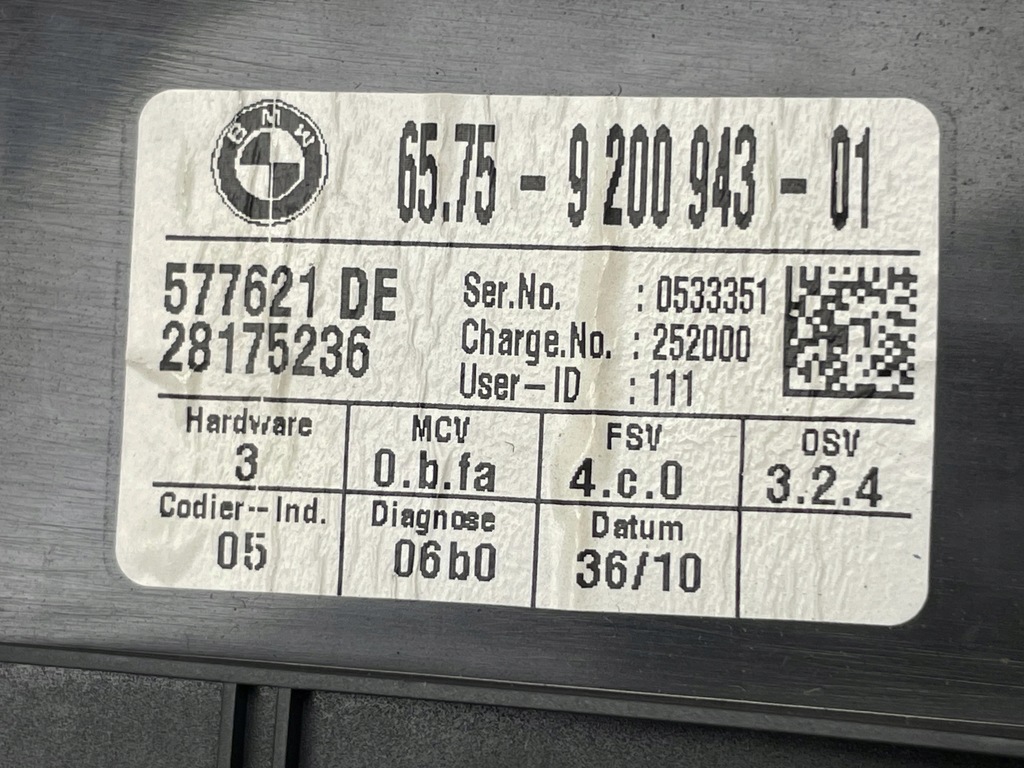 BMW
65.75 - 9 200 943 - 01
577621 DE
28175236
Ser.No. : 0533351
Charge.No. : 252000
User-ID : 111
Hardware MCV FSV OSV
3 0.b.fa 4.c.0 3.2.4
Codier--Ind. Diagnose Datum
05 06b0 36/10